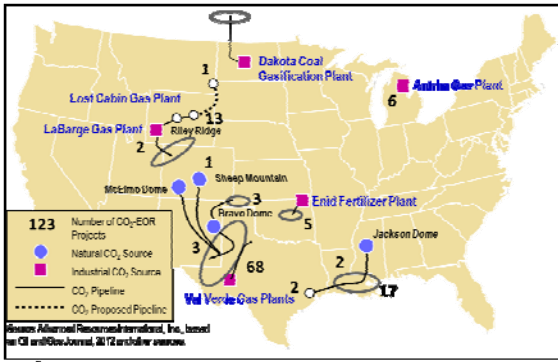 Dakota Coal
Gasification Plant
1
Antrim Gas Plant
6
Lost Cabin Gas Plant
13
LaBarge Gas Plant
Riley Ridge
2
1
Sheep Mountain
McElmo Dome
3
Enid Fertilizer Plant
Bravo Dome
5
Jackson Dome
3
68
2
2
17
Val Verde Gas Plants
123 Number of CO₂-EOR
Projects
Natural CO₂ Source
Industrial CO₂ Source
CO₂ Pipeline
CO₂ Proposed Pipeline
Source: Advanced Resources International, Inc., based
on Oil and Gas Journal, 2012 and other sources.